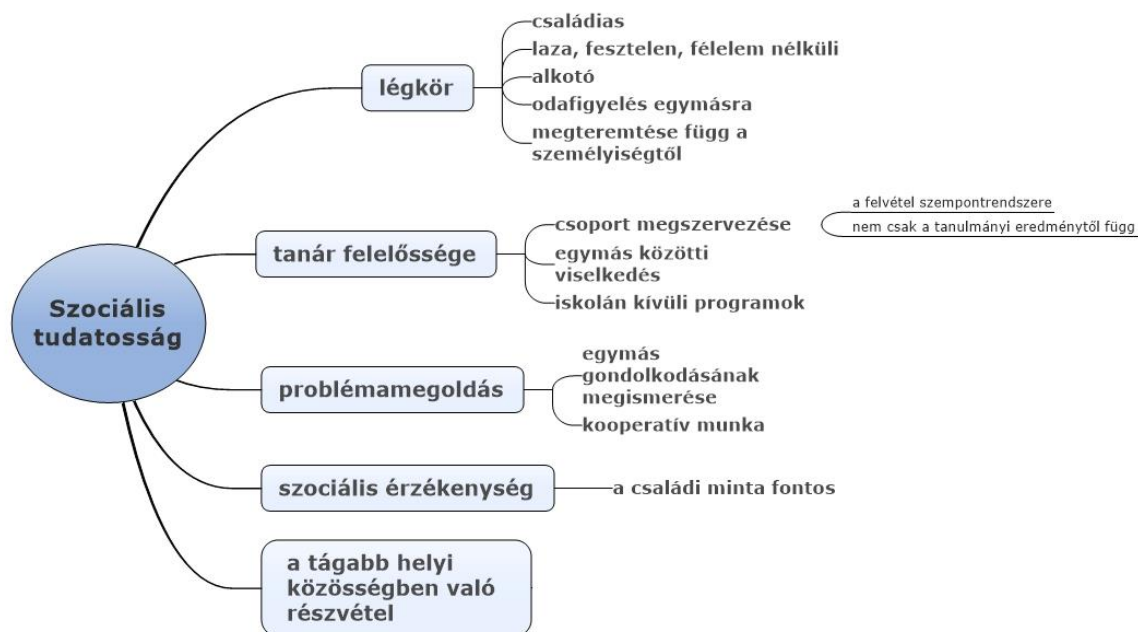 Szociális
tudatosság
légkör
családias
laza, fesztelen, félelem nélküli
alkotó
odafigyelés egymásra
megteremtése függ a
személyiségtől
tanár felelőssége
csoport megszervezése
a felvétel szempontrendszere
nem csak a tanulmányi eredménytől függ
egymás közötti
viselkedés
iskolán kívüli programok
problémamegoldás
egymás
gondolkodásának
megismerése
kooperatív munka
szociális érzékenység
a családi minta fontos
a tágabb helyi
közösségben való
részvétel